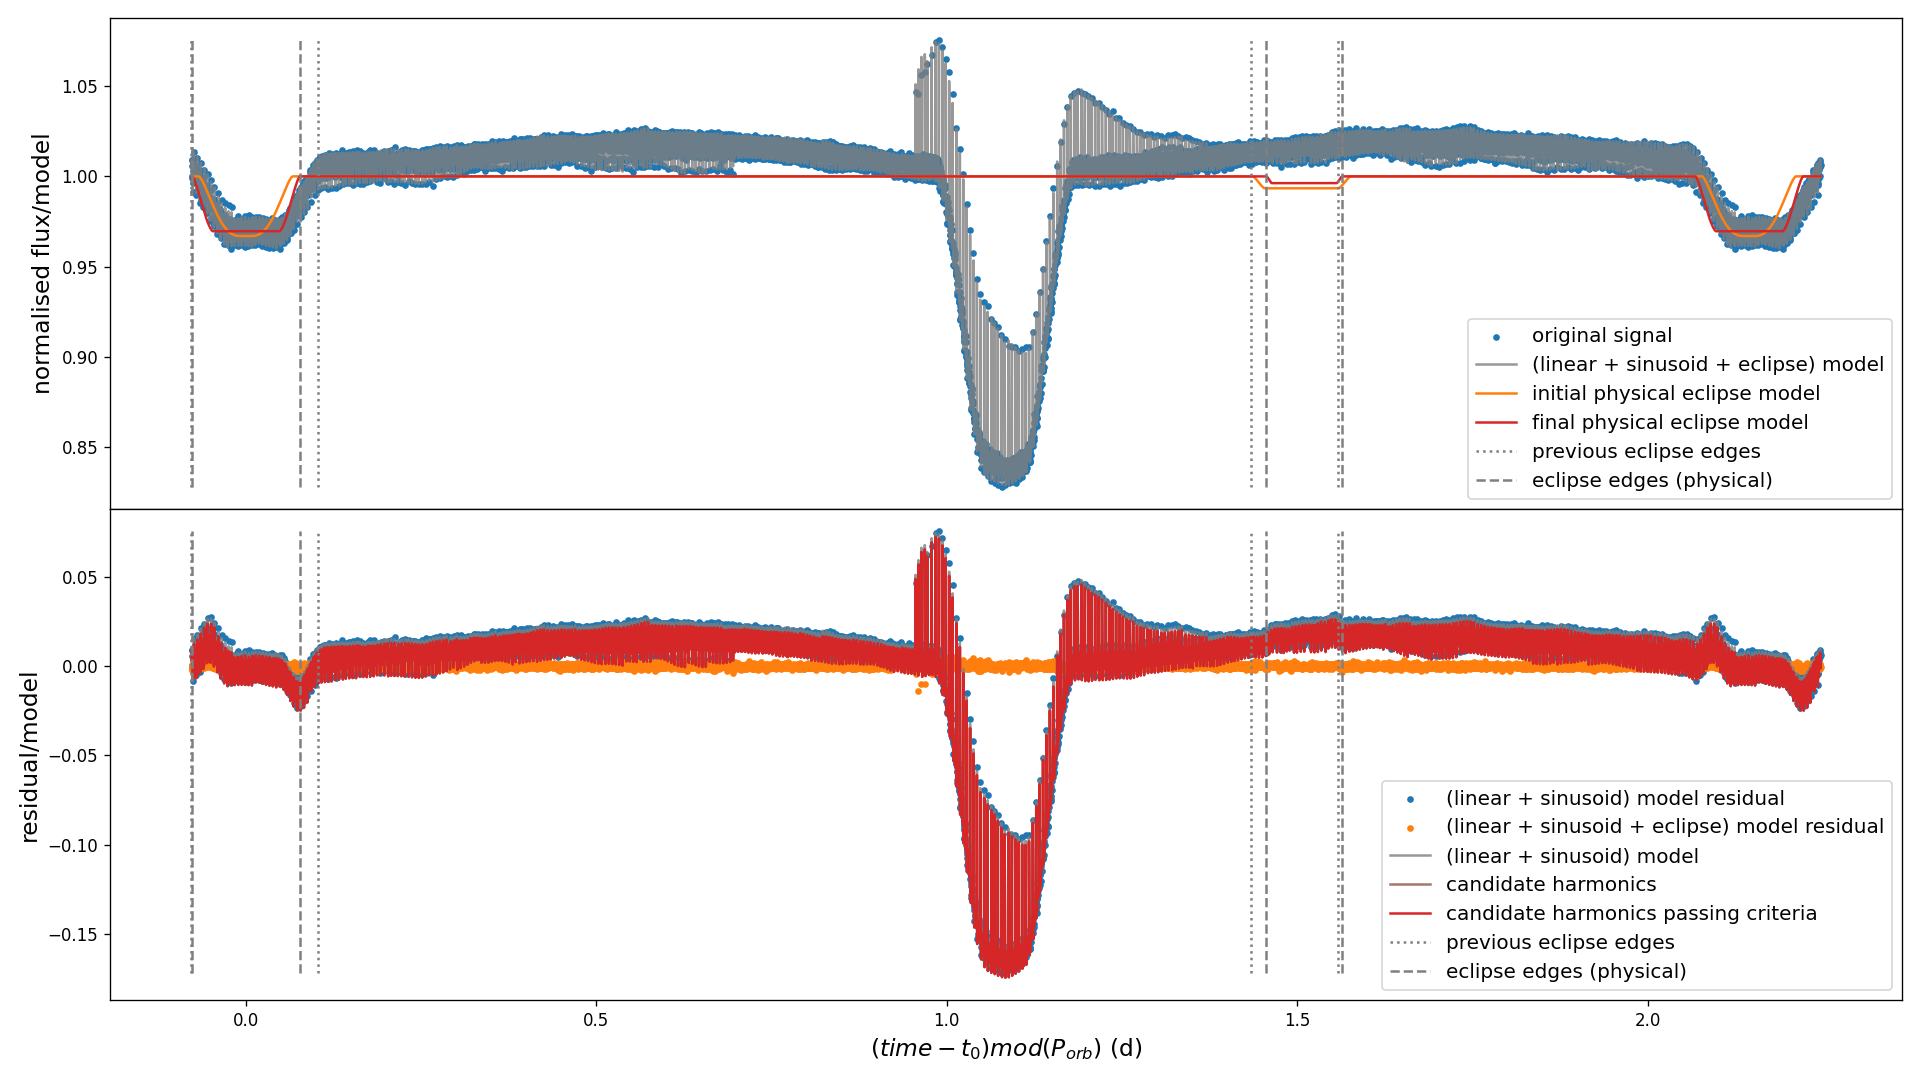 normalised flux/model
1.05
1.00
0.95
0.90
0.85
original signal
(linear + sinusoid + eclipse) model
initial physical eclipse model
final physical eclipse model
previous eclipse edges
eclipse edges (physical)
residual/model
0.05
0.00
−0.05
−0.10
−0.15
(linear + sinusoid) model residual
(linear + sinusoid + eclipse) model residual
(linear + sinusoid) model
candidate harmonics
candidate harmonics passing criteria
previous eclipse edges
eclipse edges (physical)
0.0 0.5 1.0 1.5 2.0
(time − t₀)mod(P_orb) (d)